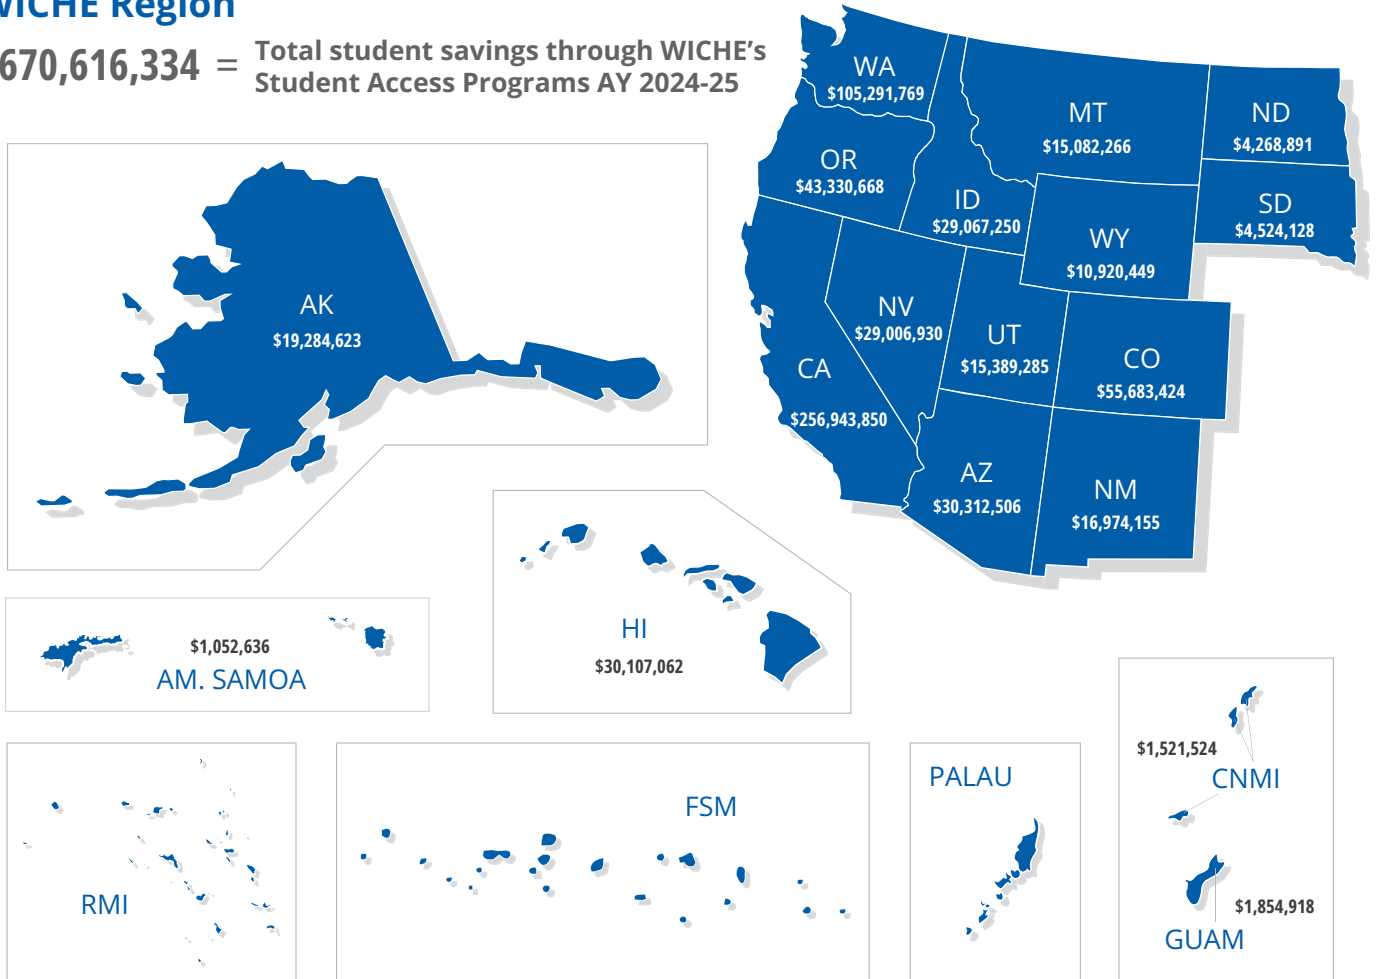 Region
670,616,334 = Total student savings through WICHE’s
Student Access Programs AY 2024-25
WA
$105,291,769
MT
$15,082,266
ND
$4,268,891
OR
$43,330,668
ID
$29,067,250
SD
$4,524,128
WY
$10,920,449
AK
$19,284,623
NV
$29,006,930
UT
$15,389,285
CO
$55,683,424
CA
$256,943,850
AZ
$30,312,506
NM
$16,974,155
HI
$30,107,062
$1,052,636
AM. SAMOA
$1,521,524
CNMI
PALAU
FSM
RMI
$1,854,918
GUAM